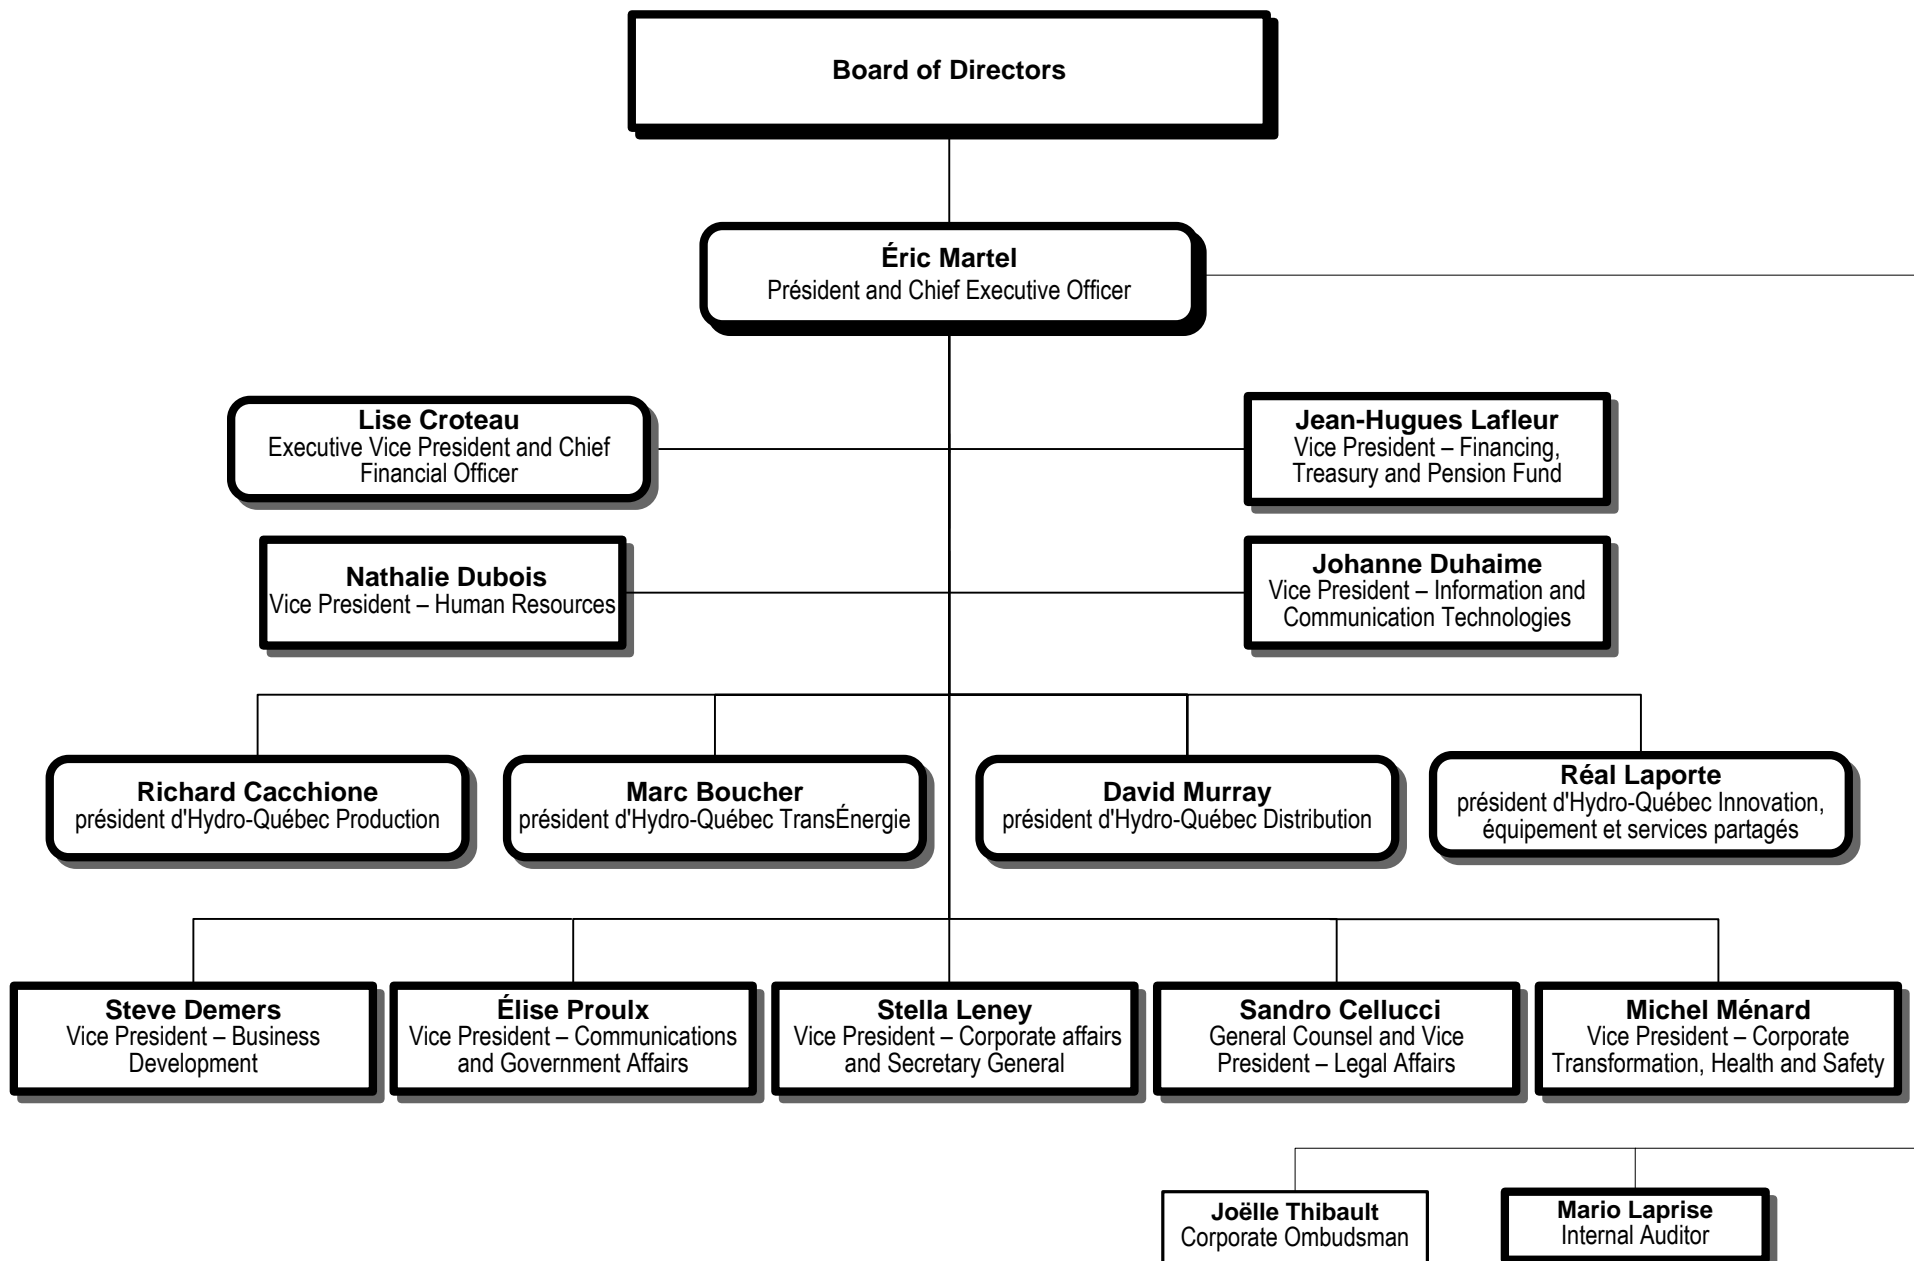 Board of Directors
Éric Martel
Président and Chief Executive Officer
Lise Croteau
Executive Vice President and Chief
Financial Officer
Jean-Hugues Lafleur
Vice President – Financing,
Treasury and Pension Fund
Nathalie Dubois
Vice President – Human Resources
Johanne Duhaime
Vice President – Information and
Communication Technologies
Richard Cacchione
président d'Hydro-Québec Production
Marc Boucher
président d'Hydro-Québec TransÉnergie
David Murray
président d'Hydro-Québec Distribution
Réal Laporte
président d'Hydro-Québec Innovation,
équipement et services partagés
Steve Demers
Vice President – Business
Development
Élise Proulx
Vice President – Communications
and Government Affairs
Stella Leney
Vice President – Corporate affairs
and Secretary General
Sandro Cellucci
General Counsel and Vice
President – Legal Affairs
Michel Ménard
Vice President – Corporate
Transformation, Health and Safety
Joëlle Thibault
Corporate Ombudsman
Mario Laprise
Internal Auditor